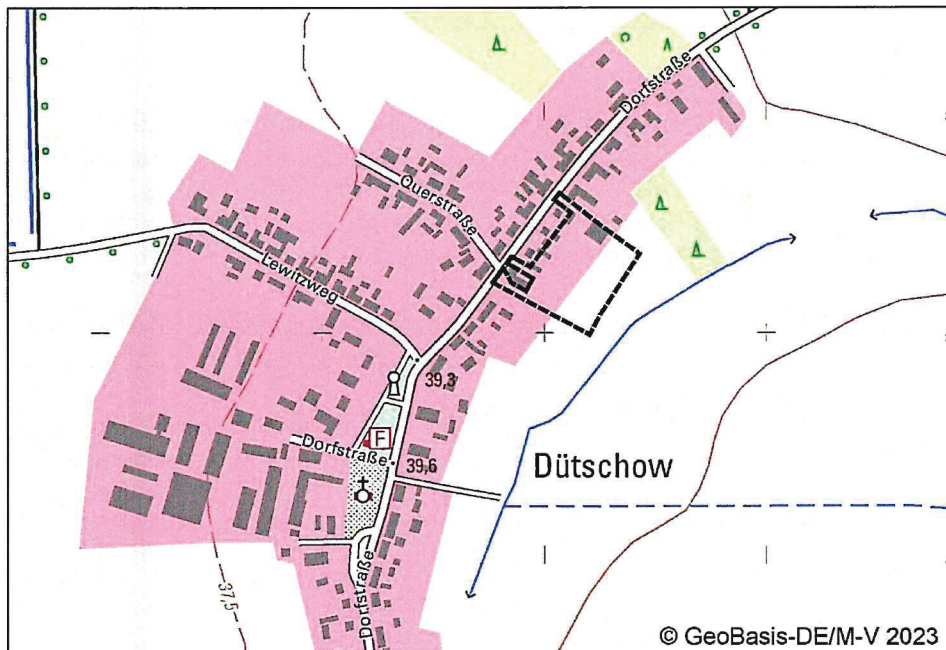 Dorfstraße
Querstraße
Lewitzweg
39,3
F
Dorfstraße
39,6
Dütschow
37,5
Dorfstraße
© GeoBasis-DE/M-V 2023